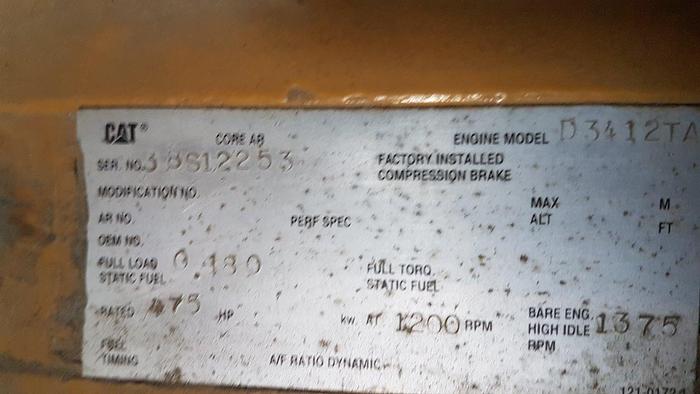 CAT® CORE AR ENGINE MODEL D3412TA
SER. NO. 38S12253 FACTORY INSTALLED
COMPRESSION BRAKE
MODIFICATION NO.
MAX M
AR NO. PERF SPEC ALT FT
OEM NO.
FULL LOAD 0.180 FULL TORQ
STATIC FUEL STATIC FUEL
RATED 475 HP kw. AT 1200 RPM BARE ENG.
HIGH IDLE 1375
RPM
FUEL
TIMING A/F RATIO DYNAMIC